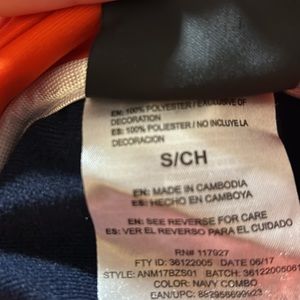 EN: 100% POLYESTER / EXCLUSIVE OF
DECORATION
ES: 100% POLIESTER / NO INCLUYE LA
DECORACION
S/CH
EN: MADE IN CAMBODIA
ES: HECHO EN CAMBOYA
EN: SEE REVERSE FOR CARE
ES: VER EL REVERSO PARA EL CUIDADO
RN# 117927
FTY ID: 36122005 DATE 06/17
STYLE: ANM17BZS01 BATCH:
COLOR: NAVY COMBO
EAN/UPC: